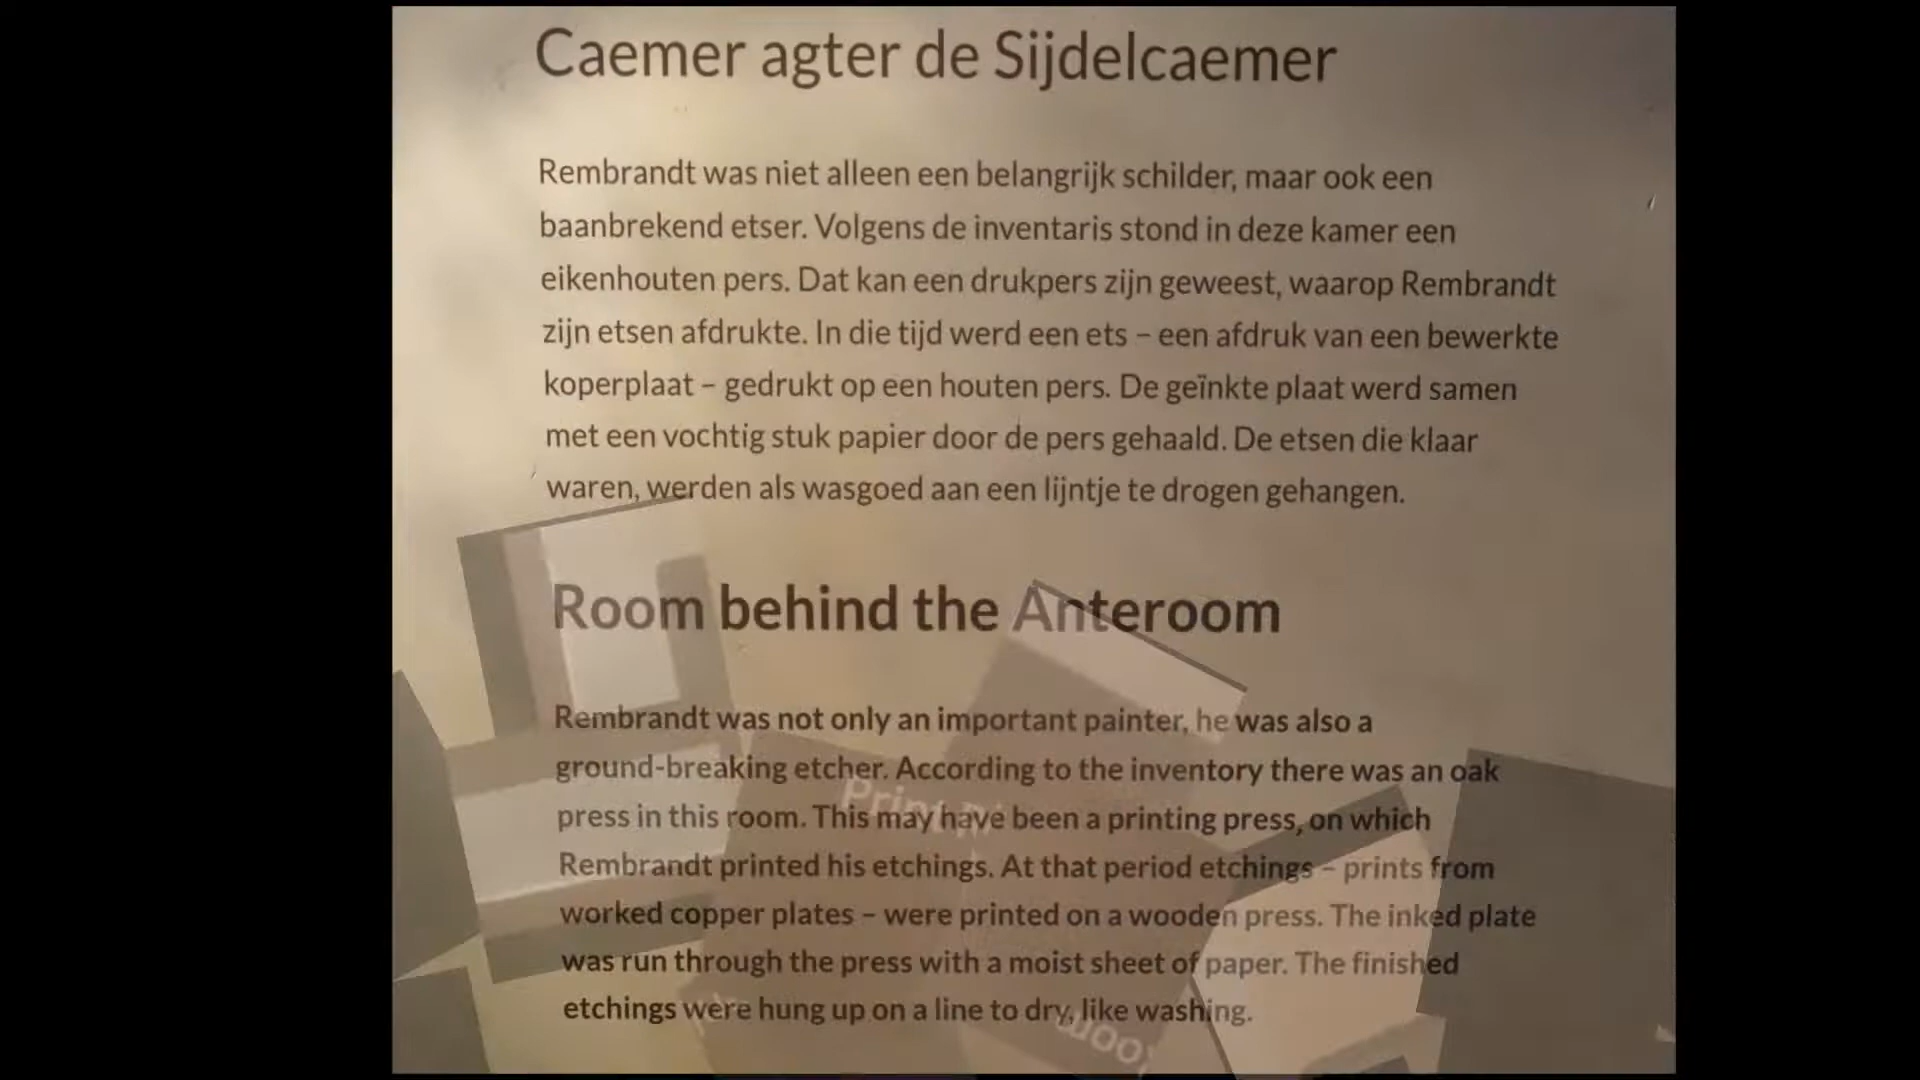 Caemer agter de Sijdelcaemer
Rembrandt was niet alleen een belangrijk schilder, maar ook een
baanbrekend etser. Volgens de inventaris stond in deze kamer een
eikenhouten pers. Dat kan een drukpers zijn geweest, waarop Rembrandt
zijn etsen afdrukte. In die tijd werd een ets – een afdruk van een bewerkte
koperplaat – gedrukt op een houten pers. De geïnkte plaat werd samen
met een vochtig stuk papier door de pers gehaald. De etsen die klaar
waren, werden als wasgoed aan een lijntje te drogen gehangen.
Room behind the Anteroom
Rembrandt was not only an important painter, he was also a
ground-breaking etcher. According to the inventory there was an oak
press in this room. This may have been a printing press, on which
Rembrandt printed his etchings. At that period etchings – prints from
worked copper plates – were printed on a wooden press. The inked plate
was run through the press with a moist sheet of paper. The finished
etchings were hung up on a line to dry, like washing.
Print